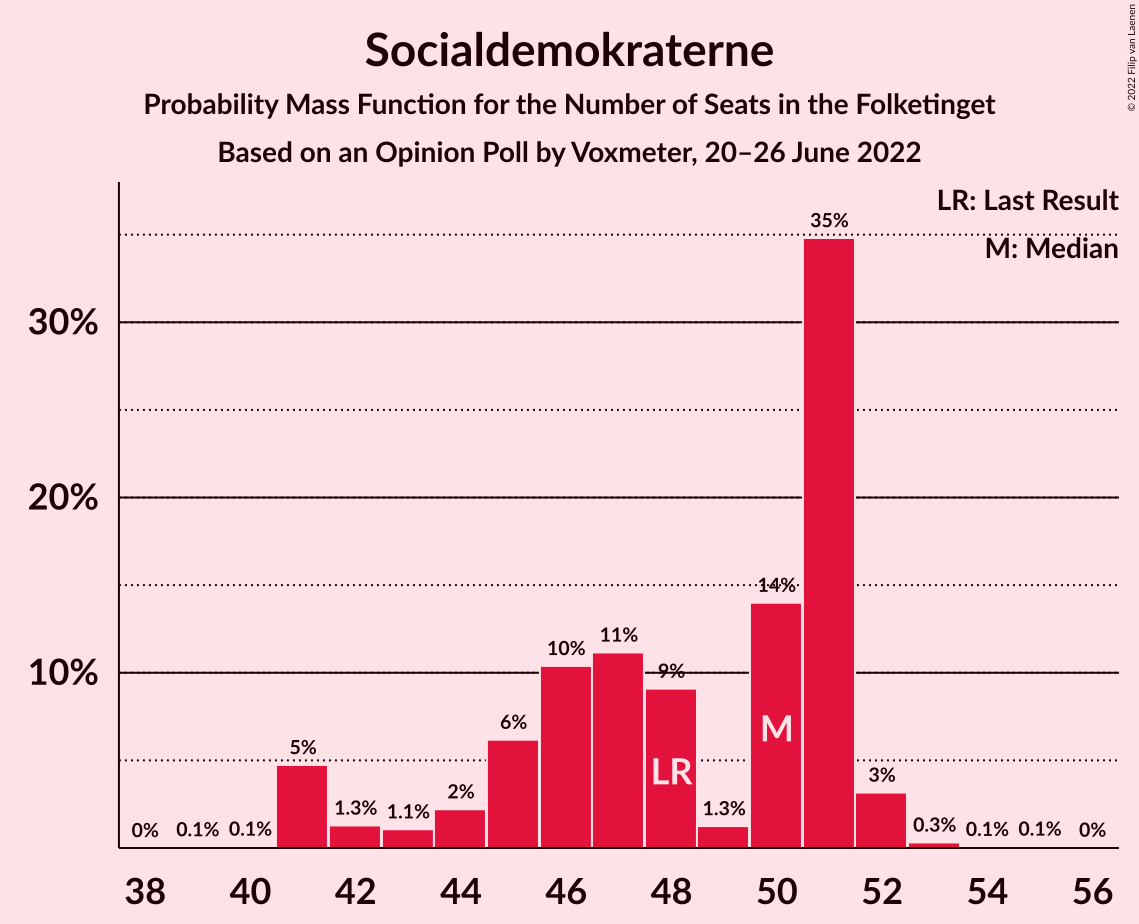 Socialdemokraterne
Probability Mass Function for the Number of Seats in the Folketinget
Based on an Opinion Poll by Voxmeter, 20–26 June 2022
© 2022 Filip van Laenen
LR: Last Result
M: Median
30%
20%
10%
0%
0.1%
0.1%
5%
1.3%
1.1%
2%
6%
10%
11%
9%
1.3%
14%
35%
3%
0.3%
0.1%
0.1%
0%
LR
M
38 40 42 44 46 48 50 52 54 56